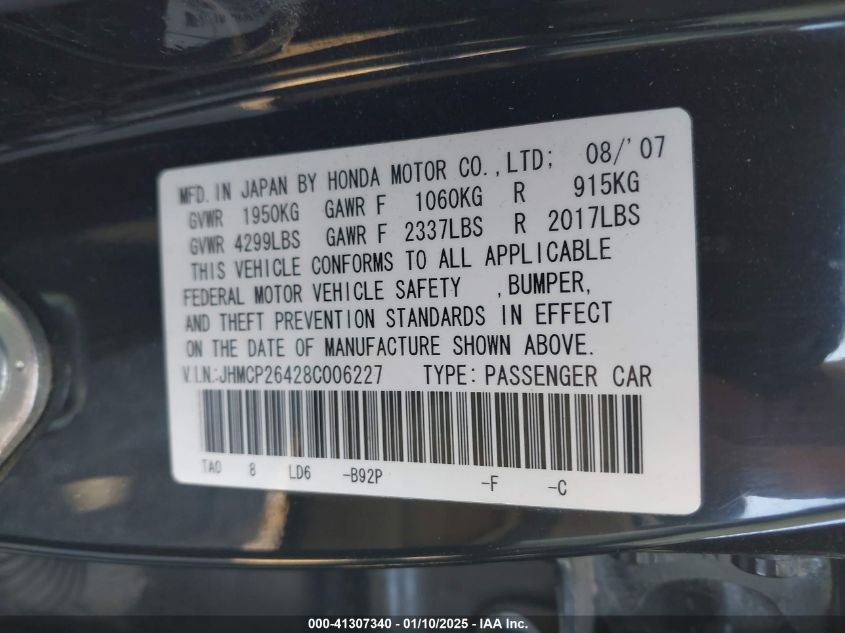 MFD. IN JAPAN BY HONDA MOTOR CO., LTD; 08/'07
GVWR 1950KG GAWR F 1060KG R 915KG
GVWR 4299LBS GAWR F 2337LBS R 2017LBS
THIS VEHICLE CONFORMS TO ALL APPLICABLE
FEDERAL MOTOR VEHICLE SAFETY , BUMPER,
AND THEFT PREVENTION STANDARDS IN EFFECT
ON THE DATE OF MANUFACTURE SHOWN ABOVE.
V.I.N.:JHMCP26428C006227 TYPE: PASSENGER CAR
TA0 8 LD6 -B92P -F -C
000-41307340 - 01/10/2025 - IAAI.com